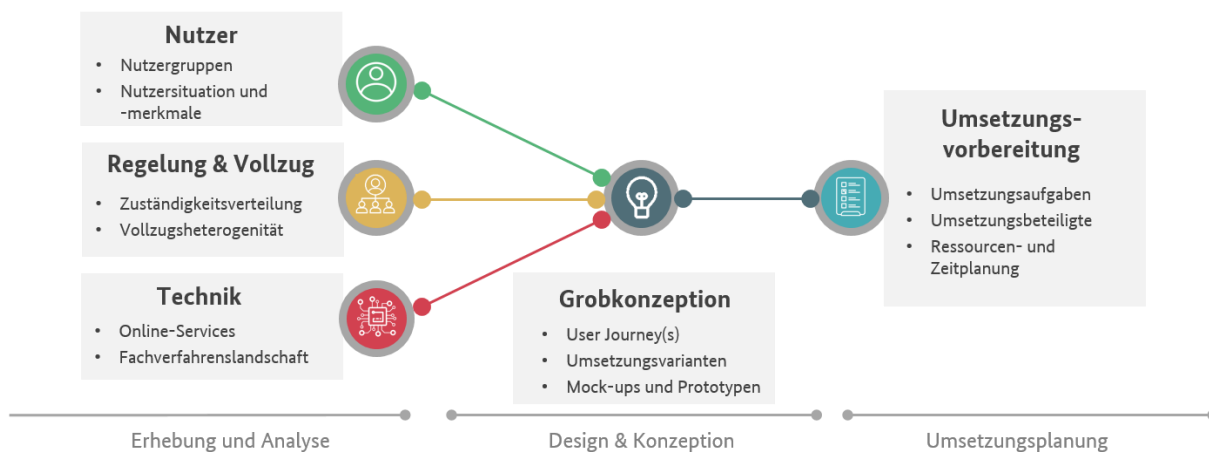 Nutzer
• Nutzergruppen
• Nutzersituation und
-merkmale
Regelung & Vollzug
• Zuständigkeitsverteilung
• Vollzugsheterogenität
Technik
• Online-Services
• Fachverfahrenslandschaft
Grobkonzeption
• User Journey(s)
• Umsetzungsvarianten
• Mock-ups und Prototypen
Umsetzungs-
vorbereitung
• Umsetzungsaufgaben
• Umsetzungsbeteiligte
• Ressourcen- und
Zeitplanung
Erhebung und Analyse
Design & Konzeption
Umsetzungsplanung